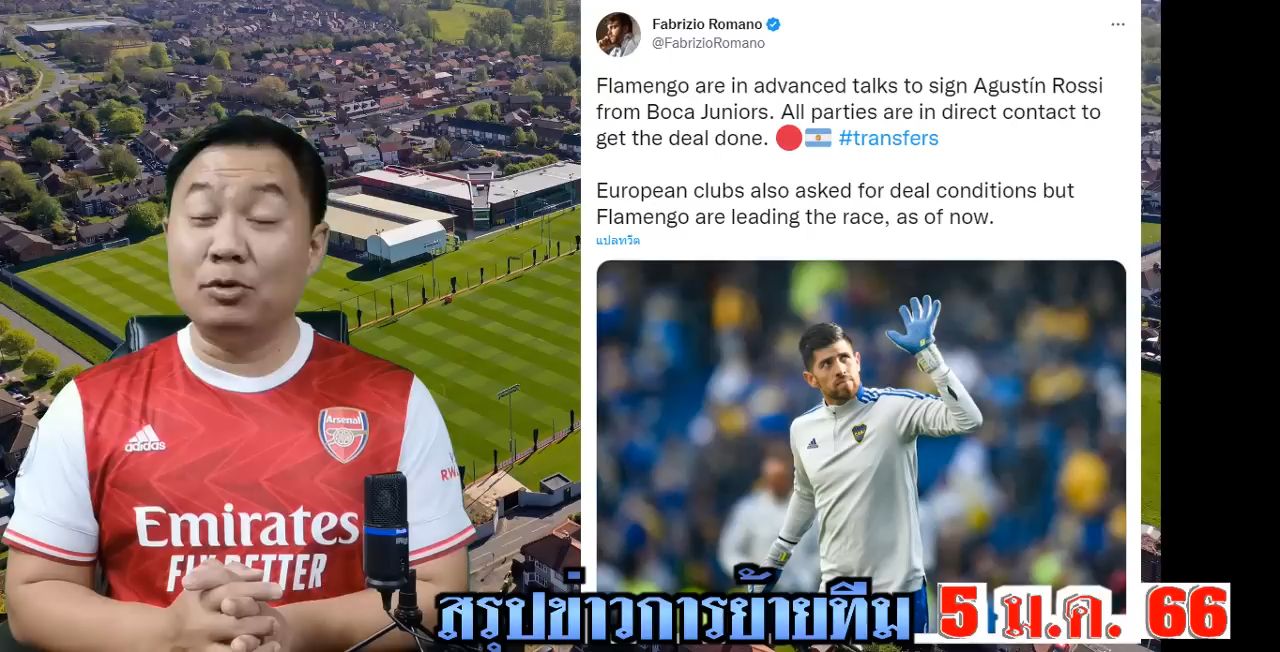 Fabrizio Romano
@FabrizioRomano
Flamengo are in advanced talks to sign Agustín Rossi
from Boca Juniors. All parties are in direct contact to
get the deal done. 🔴🇦🇷 #transfers
European clubs also asked for deal conditions but
Flamengo are leading the race, as of now.
แปลทวีต
Arsenal
adidas
RW
Emirates
FLY BETTER
สรุปข่าวการย้ายทีม 5 ม.ค. 66